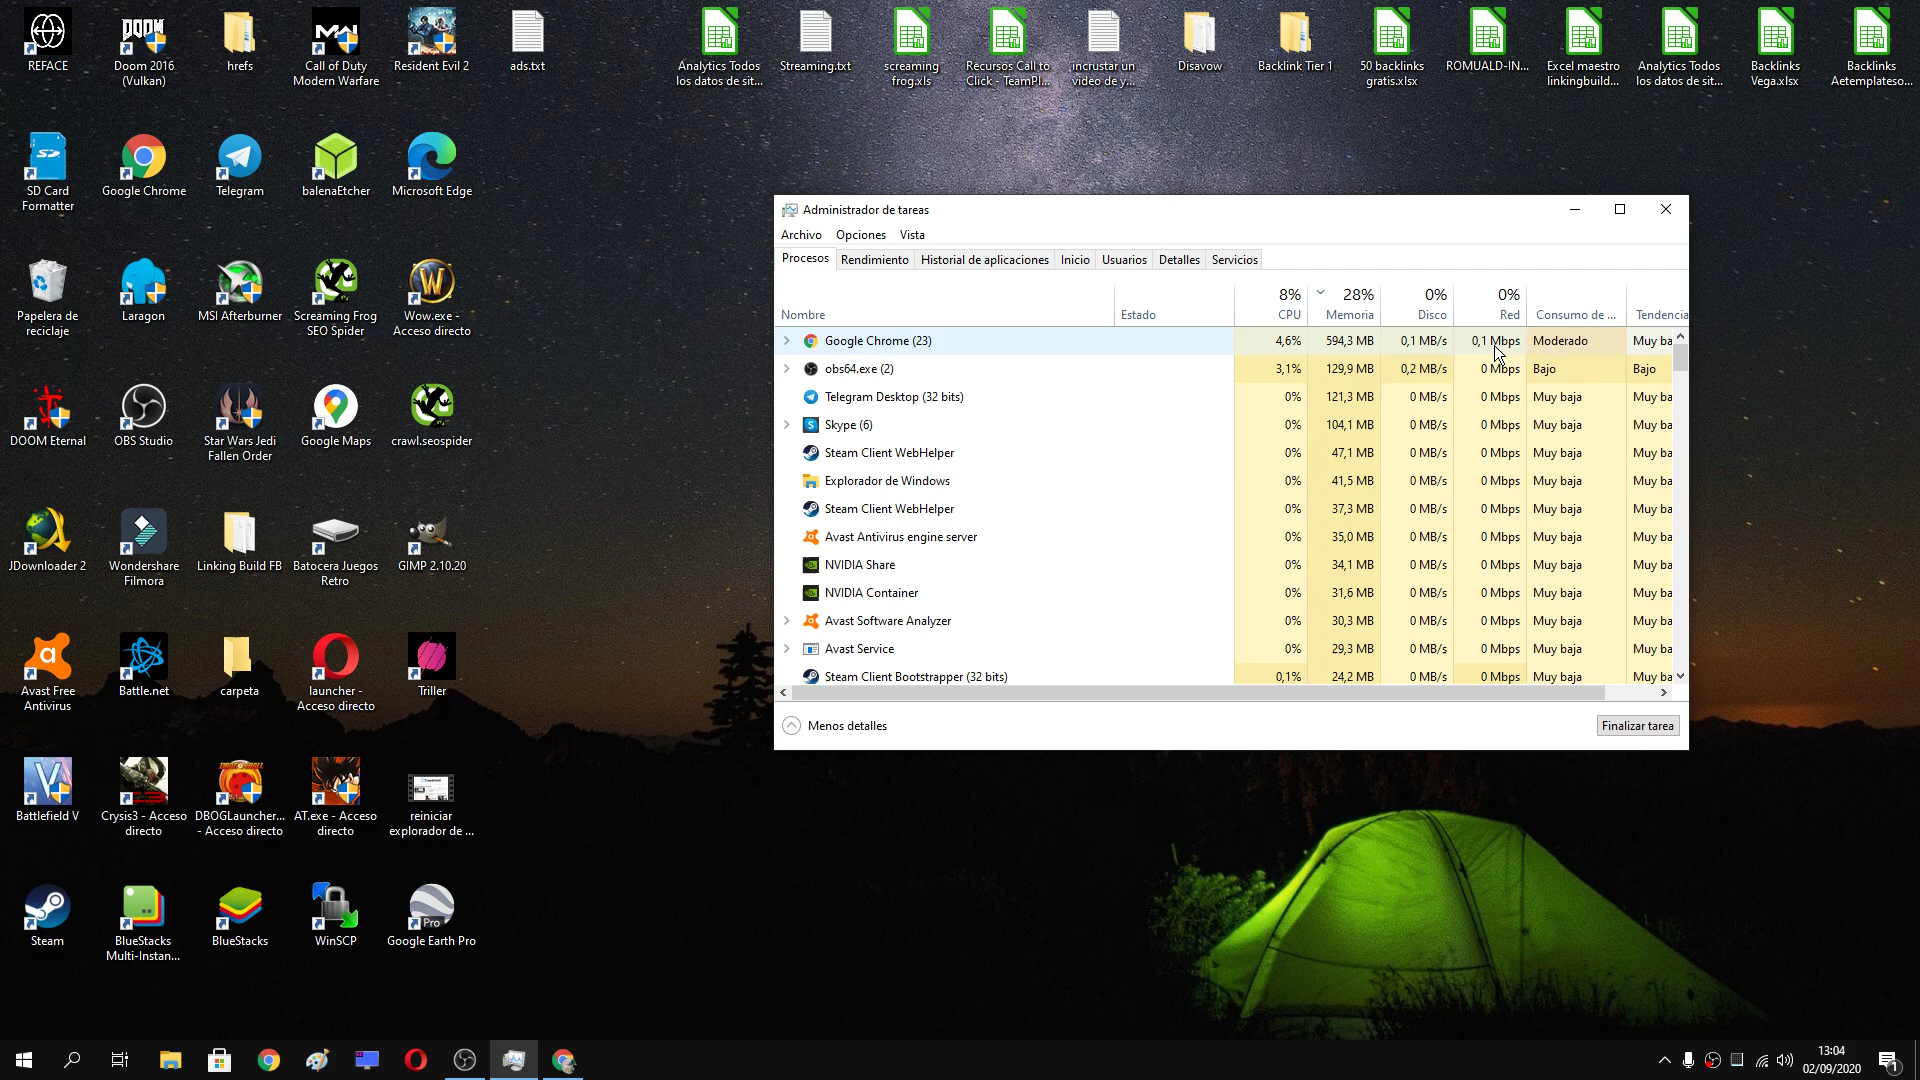 REFACE
Doom 2016
(Vulkan)
hrefs
Call of Duty
Modern Warfare
Resident Evil 2
ads.txt
Analytics Todos
los datos de sit...
Streaming.txt
screaming
frog.xls
Recursos Call to
Click - TeamPl...
incrustar un
video de y...
Disavow
Backlink Tier 1
50 backlinks
gratis.xlsx
ROMUALD-IN...
Excel maestro
linkingbuild...
Analytics Todos
los datos de sit...
Backlinks
Vega.xlsx
Backlinks
Aetemplateso...
SD Card
Formatter
Google Chrome
Telegram
balenaEtcher
Microsoft Edge
Papelera de
reciclaje
Laragon
MSI Afterburner
Screaming Frog
SEO Spider
Wow.exe -
Acceso directo
DOOM Eternal
OBS Studio
Star Wars Jedi
Fallen Order
Google Maps
crawl.seospider
JDownloader 2
Wondershare
Filmora
Linking Build FB
Batocera Juegos
Retro
GIMP 2.10.20
Avast Free
Antivirus
Battle.net
carpeta
launcher -
Acceso directo
Triller
Battlefield V
Crysis3 - Acceso
directo
DBOGLauncher...
- Acceso directo
AT.exe - Acceso
directo
reiniciar
explorador de ...
Steam
BlueStacks
Multi-Instan...
BlueStacks
WinSCP
Pro
Google Earth Pro
Administrador de tareas
Archivo Opciones Vista
Procesos Rendimiento Historial de aplicaciones Inicio Usuarios Detalles Servicios
8% 28% 0% 0%
Nombre Estado CPU Memoria Disco Red Consumo de ... Tendencia
Google Chrome (23) 4,6% 594,3 MB 0,1 MB/s 0,1 Mbps Moderado Muy ba
obs64.exe (2) 3,1% 129,9 MB 0,2 MB/s 0 Mbps Bajo Bajo
Telegram Desktop (32 bits) 0% 121,3 MB 0 MB/s 0 Mbps Muy baja Muy ba
Skype (6) 0% 104,1 MB 0 MB/s 0 Mbps Muy baja Muy ba
Steam Client WebHelper 0% 47,1 MB 0 MB/s 0 Mbps Muy baja Muy ba
Explorador de Windows 0% 41,5 MB 0 MB/s 0 Mbps Muy baja Muy ba
Steam Client WebHelper 0% 37,3 MB 0 MB/s 0 Mbps Muy baja Muy ba
Avast Antivirus engine server 0% 35,0 MB 0 MB/s 0 Mbps Muy baja Muy ba
NVIDIA Share 0% 34,1 MB 0 MB/s 0 Mbps Muy baja Muy ba
NVIDIA Container 0% 31,6 MB 0 MB/s 0 Mbps Muy baja Muy ba
Avast Software Analyzer 0% 30,3 MB 0 MB/s 0 Mbps Muy baja Muy ba
Avast Service 0% 29,3 MB 0 MB/s 0 Mbps Muy baja Muy ba
Steam Client Bootstrapper (32 bits) 0,1% 24,2 MB 0 MB/s 0 Mbps Muy baja Muy ba
Menos detalles
Finalizar tarea
13:04
02/09/2020
1